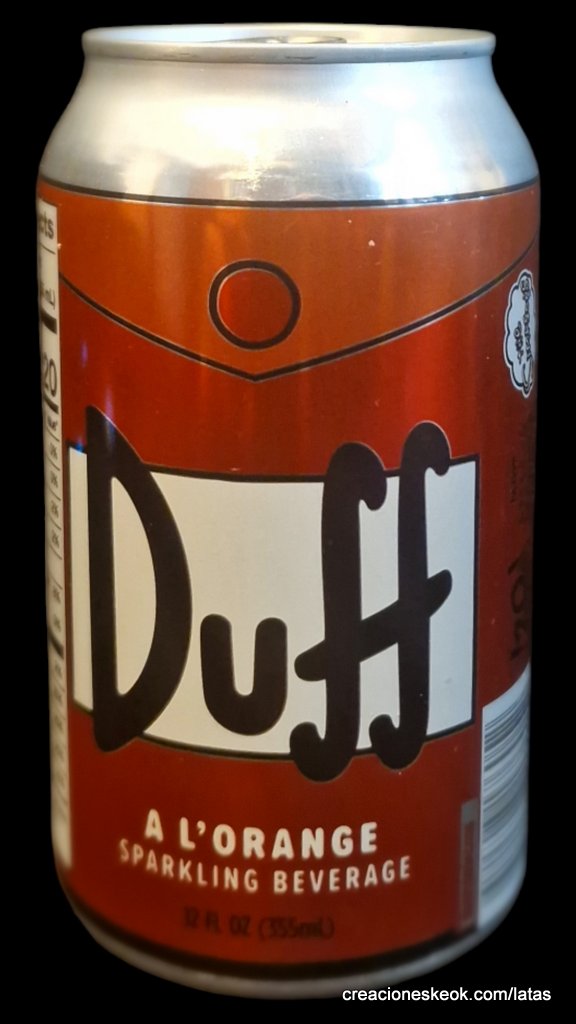 Duff
A L'ORANGE
SPARKLING BEVERAGE
12 FL OZ (355mL)
creacioneskeok.com/latas